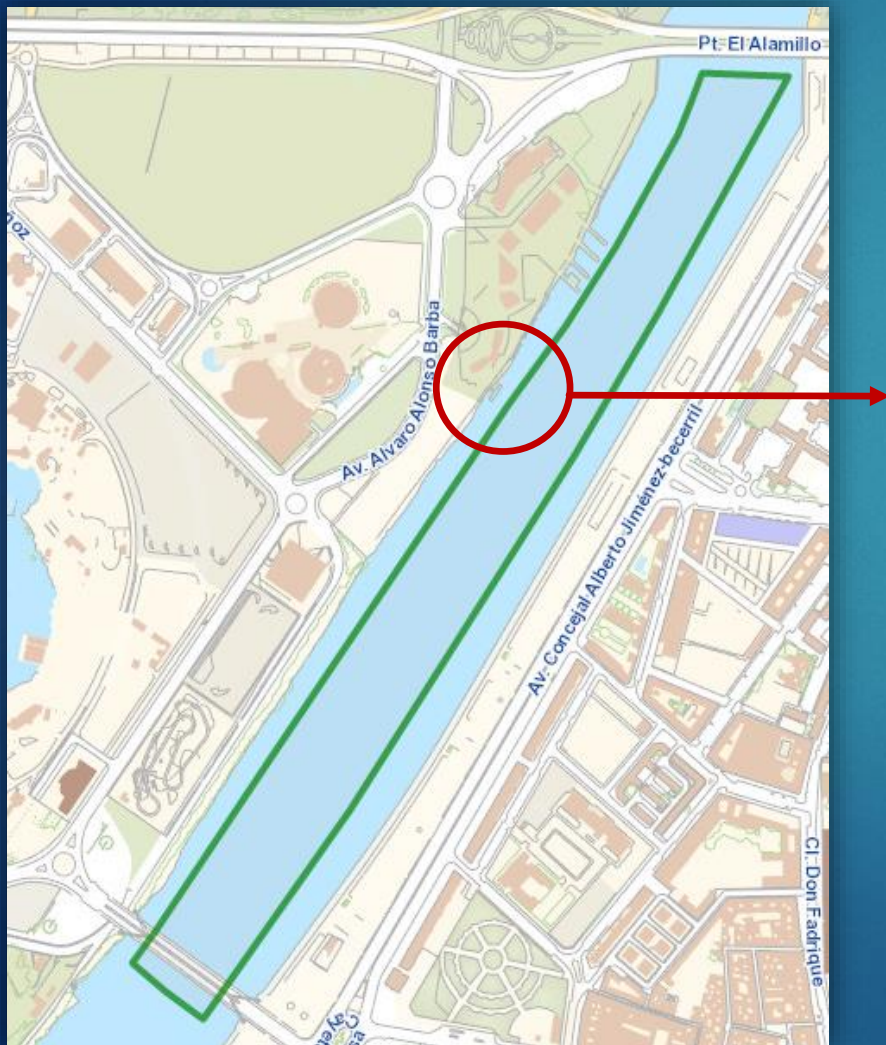 Pt. El Alamillo
Av. Alvaro Alonso Barba
Av. Concejal Alberto Jiménez-becerril
Cl. Don Fadrique